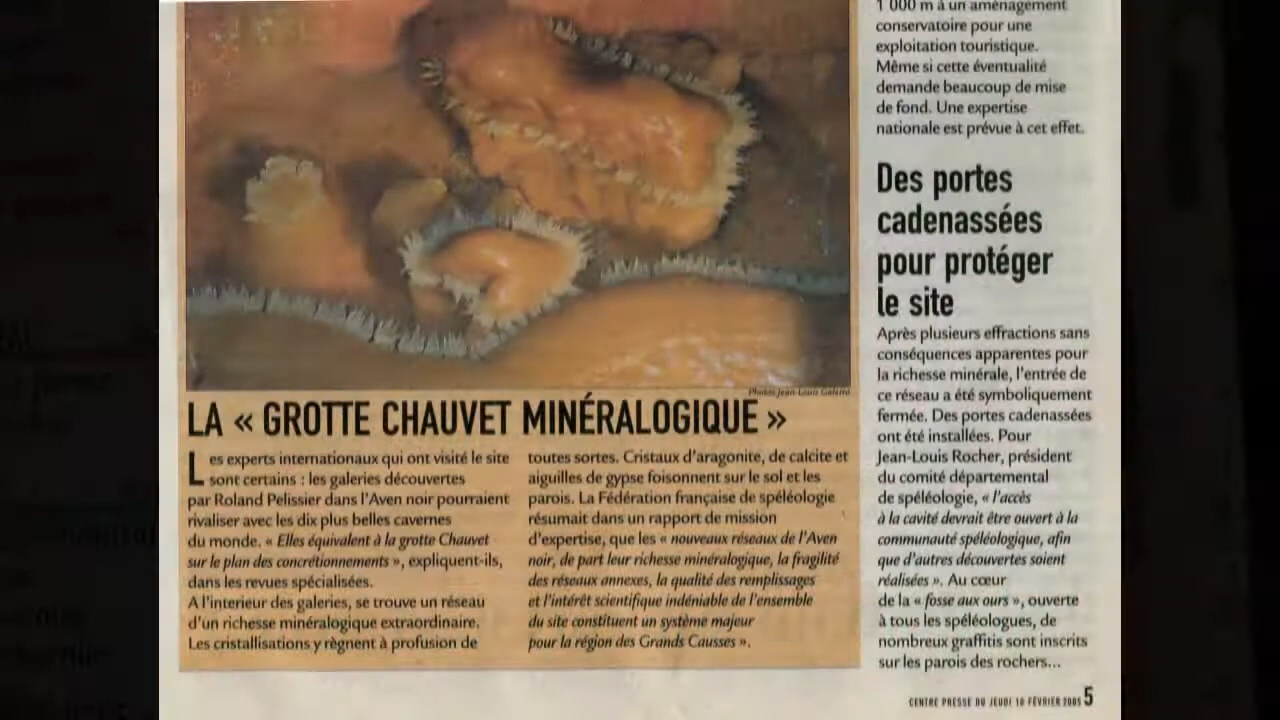 Photos Jean-Louis Galerne
LA « GROTTE CHAUVET MINÉRALOGIQUE »
Les experts internationaux qui ont visité le site
sont certains : les galeries découvertes
par Roland Pelissier dans l'Aven noir pourraient
rivaliser avec les dix plus belles cavernes
du monde. « Elles équivalent à la grotte Chauvet
sur le plan des concrétionnements », expliquent-ils,
dans les revues spécialisées.
A l'interieur des galeries, se trouve un réseau
d'un richesse minéralogique extraordinaire.
Les cristallisations y règnent à profusion de
toutes sortes. Cristaux d'aragonite, de calcite et
aiguilles de gypse foisonnent sur le sol et les
parois. La Fédération française de spéléologie
résumait dans un rapport de mission
d'expertise, que les « nouveaux réseaux de l'Aven
noir, de part leur richesse minéralogique, la fragilité
des réseaux annexes, la qualité des remplissages
et l'intérêt scientifique indéniable de l'ensemble
du site constituent un système majeur
pour la région des Grands Causses ».
1 000 m à un aménagement
conservatoire pour une
exploitation touristique.
Même si cette éventualité
demande beaucoup de mise
de fond. Une expertise
nationale est prévue à cet effet.
Des portes
cadenassées
pour protéger
le site
Après plusieurs effractions sans
conséquences apparentes pour
la richesse minérale, l'entrée de
ce réseau a été symboliquement
fermée. Des portes cadenassées
ont été installées. Pour
Jean-Louis Rocher, président
du comité départemental
de spéléologie, « l'accès
à la cavité devrait être ouvert à la
communauté spéléologique, afin
que d'autres découvertes soient
réalisées ». Au cœur
de la « fosse aux ours », ouverte
à tous les spéléologues, de
nombreux graffitis sont inscrits
sur les parois des rochers...
CENTRE PRESSE DU JEUDI 10 FÉVRIER 2005 5